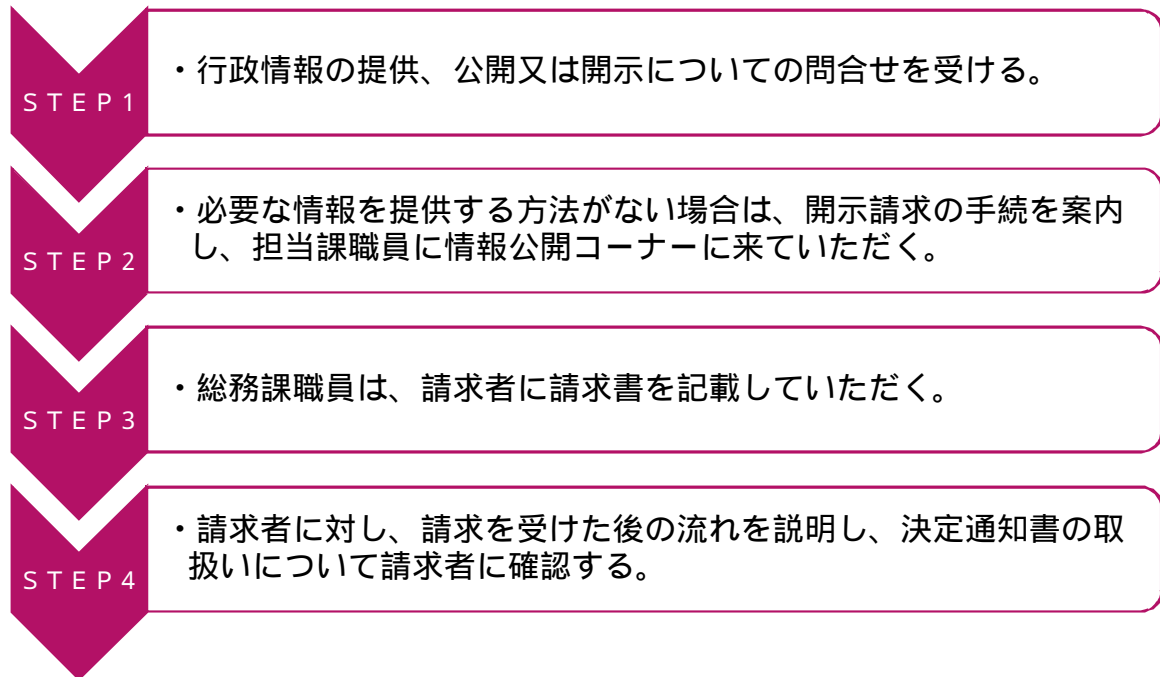 STEP1
・行政情報の提供、公開又は開示についての問合せを受ける。
STEP2
・必要な情報を提供する方法がない場合は、開示請求の手続を案内
し、担当課職員に情報公開コーナーに来ていただく。
STEP3
・総務課職員は、請求者に請求書を記載していただく。
STEP4
・請求者に対し、請求を受けた後の流れを説明し、決定通知書の取
扱いについて請求者に確認する。